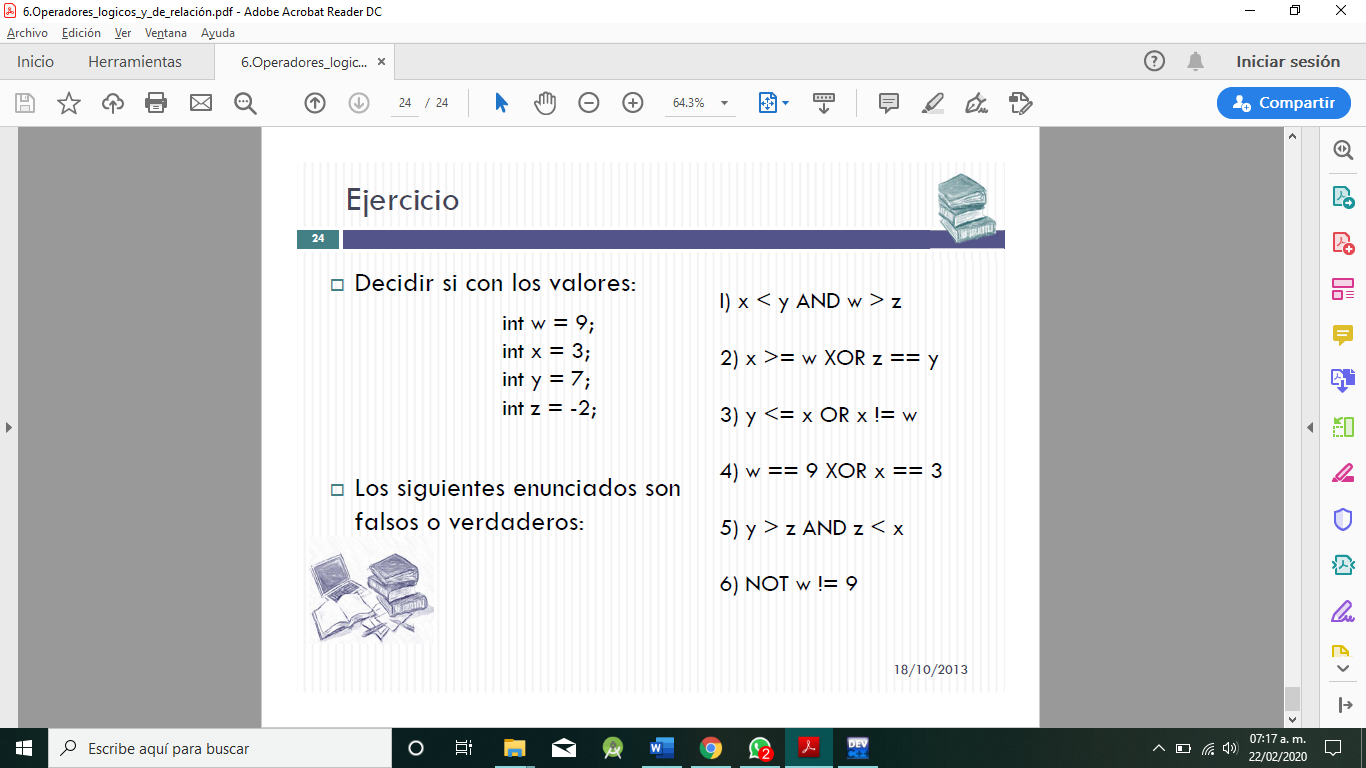 6.Operadores_logicos_y_de_relación.pdf - Adobe Acrobat Reader DC
Archivo Edición Ver Ventana Ayuda
Inicio Herramientas 6.Operadores_logic... ×
Iniciar sesión
24 / 24
64.3%
Compartir
Ejercicio
24
Decidir si con los valores:
int w = 9;
int x = 3;
int y = 7;
int z = -2;
Los siguientes enunciados son
falsos o verdaderos:
1) x < y AND w > z
2) x >= w XOR z == y
3) y <= x OR x != w
4) w == 9 XOR x == 3
5) y > z AND z < x
6) NOT w != 9
18/10/2013
Escribe aquí para buscar
2
DEV
07:17 a. m.
22/02/2020